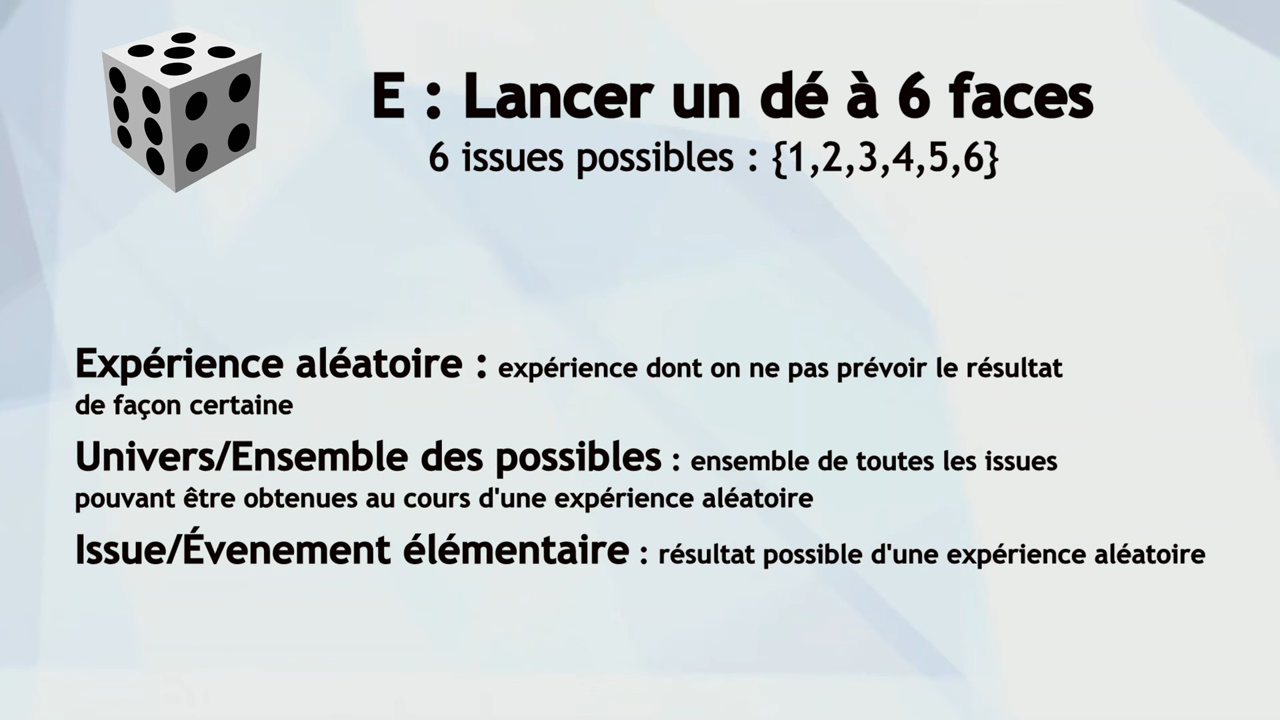 E : Lancer un dé à 6 faces
6 issues possibles : {1,2,3,4,5,6}
Expérience aléatoire : expérience dont on ne pas prévoir le résultat
de façon certaine
Univers/Ensemble des possibles : ensemble de toutes les issues
pouvant être obtenues au cours d'une expérience aléatoire
Issue/Évenement élémentaire : résultat possible d'une expérience aléatoire